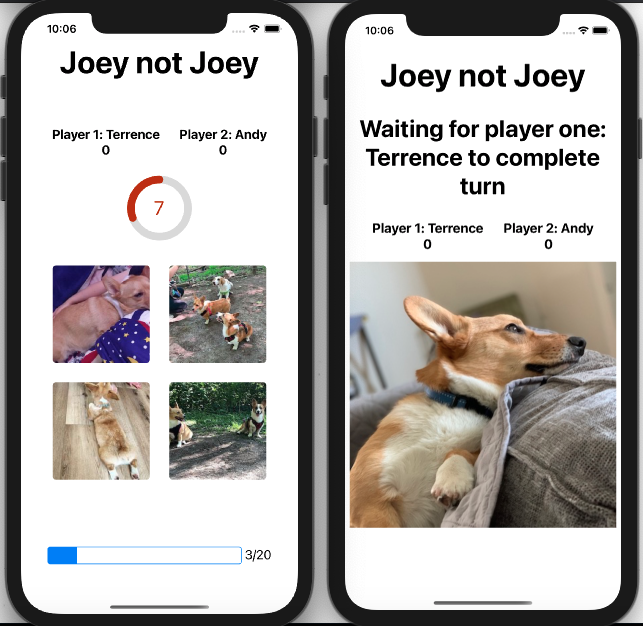 10:06
Joey not Joey
Player 1: Terrence
0
Player 2: Andy
0
7
3/20
10:06
Joey not Joey
Waiting for player one:
Terrence to complete
turn
Player 1: Terrence
0
Player 2: Andy
0